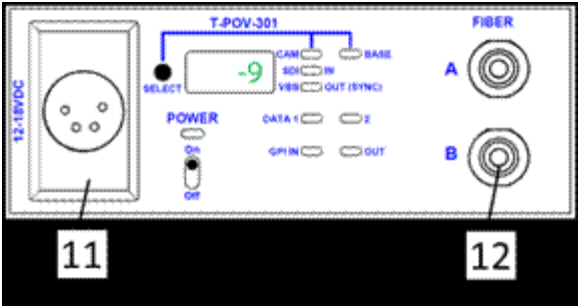 T-POV-301
FIBER
12-18VDC
CAM
BASE
-9
SDI
IN
SELECT
VBS
OUT (SYNC)
A
POWER
DATA 1
2
On
GPI IN
OUT
B
Off
11
12